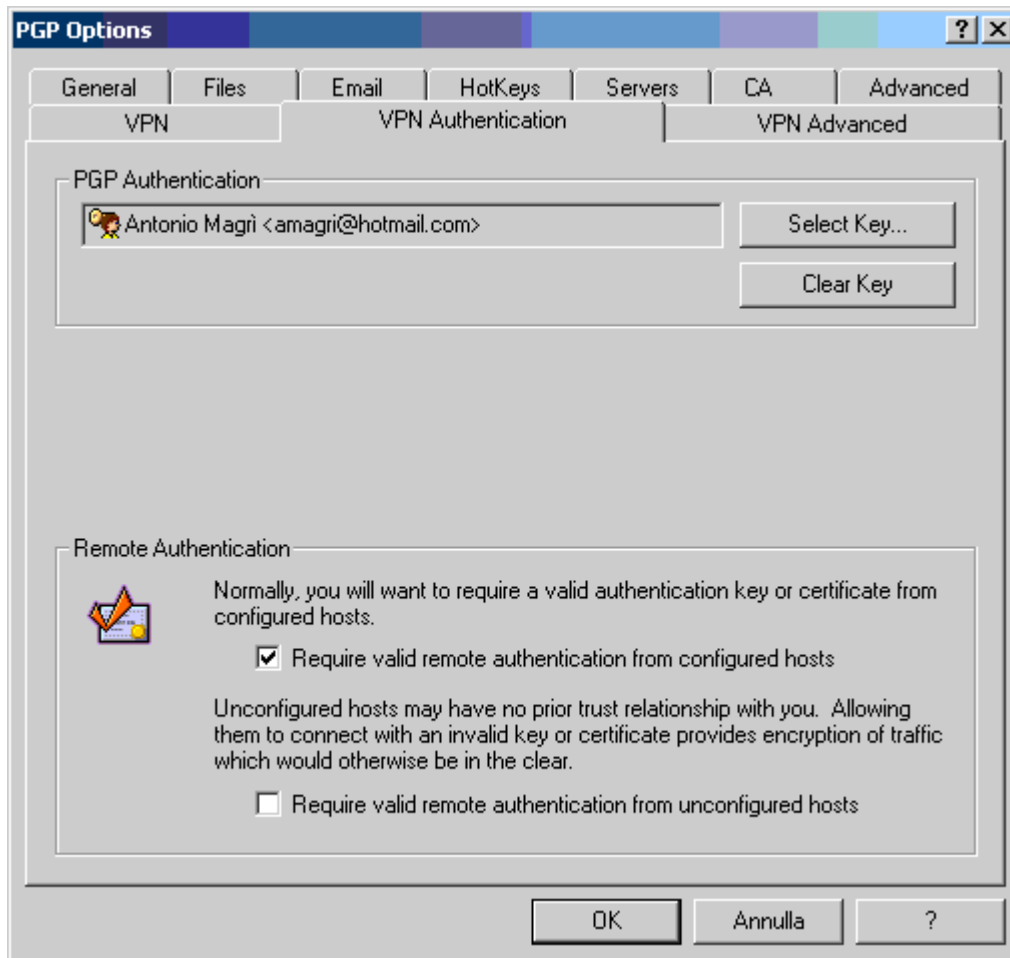 PGP Options
General Files Email HotKeys Servers CA Advanced
VPN VPN Authentication VPN Advanced
PGP Authentication
Antonio Magrì <amagri@hotmail.com>
Select Key...
Clear Key
Remote Authentication
Normally, you will want to require a valid authentication key or certificate from
configured hosts.
Require valid remote authentication from configured hosts
Unconfigured hosts may have no prior trust relationship with you. Allowing
them to connect with an invalid key or certificate provides encryption of traffic
which would otherwise be in the clear.
Require valid remote authentication from unconfigured hosts
OK Annulla ?